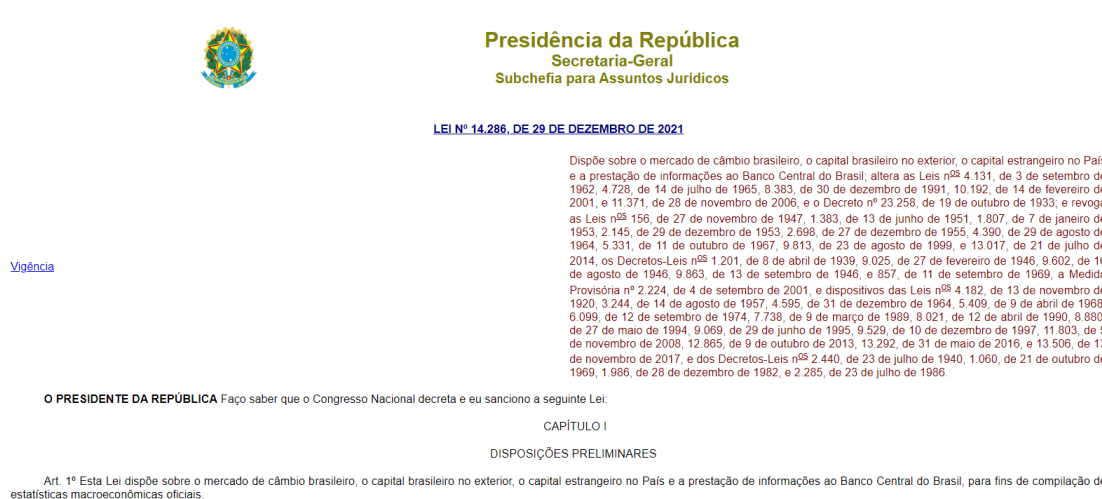 Presidência da República
Secretaria-Geral
Subchefia para Assuntos Jurídicos
LEI Nº 14.286, DE 29 DE DEZEMBRO DE 2021
Vigência
Dispõe sobre o mercado de câmbio brasileiro, o capital brasileiro no exterior, o capital estrangeiro no País
e a prestação de informações ao Banco Central do Brasil; altera as Leis nos 4.131, de 3 de setembro de
1962, 4.728, de 14 de julho de 1965, 8.383, de 30 de dezembro de 1991, 10.192, de 14 de fevereiro de
2001, e 11.371, de 28 de novembro de 2006, e o Decreto nº 23.258, de 19 de outubro de 1933; e revoga
as Leis nos 156, de 27 de novembro de 1947, 1.383, de 13 de junho de 1951, 1.807, de 7 de janeiro de
1953, 2.145, de 29 de dezembro de 1953, 2.698, de 27 de dezembro de 1955, 4.390, de 29 de agosto de
1964, 5.331, de 11 de outubro de 1967, 9.813, de 23 de agosto de 1999, e 13.017, de 21 de julho de
2014, os Decretos-Leis nos 1.201, de 8 de abril de 1939, 9.025, de 27 de fevereiro de 1946, 9.602, de 16
de agosto de 1946, 9.863, de 13 de setembro de 1946, e 857, de 11 de setembro de 1969, a Medida
Provisória nº 2.224, de 4 de setembro de 2001, e dispositivos das Leis nos 4.182, de 13 de novembro de
1920, 3.244, de 14 de agosto de 1957, 4.595, de 31 de dezembro de 1964, 5.409, de 9 de abril de 1968,
6.099, de 12 de setembro de 1974, 7.738, de 9 de março de 1989, 8.021, de 12 de abril de 1990, 8.880,
de 27 de maio de 1994, 9.069, de 29 de junho de 1995, 9.529, de 10 de dezembro de 1997, 11.803, de 5
de novembro de 2008, 12.865, de 9 de outubro de 2013, 13.292, de 31 de maio de 2016, e 13.506, de 13
de novembro de 2017, e dos Decretos-Leis nos 2.440, de 23 de julho de 1940, 1.060, de 21 de outubro de
1969, 1.986, de 28 de dezembro de 1982, e 2.285, de 23 de julho de 1986.
O PRESIDENTE DA REPÚBLICA Faço saber que o Congresso Nacional decreta e eu sanciono a seguinte Lei:
CAPÍTULO I
DISPOSIÇÕES PRELIMINARES
Art. 1º Esta Lei dispõe sobre o mercado de câmbio brasileiro, o capital brasileiro no exterior, o capital estrangeiro no País e a prestação de informações ao Banco Central do Brasil, para fins de compilação de
estatísticas macroeconômicas oficiais.